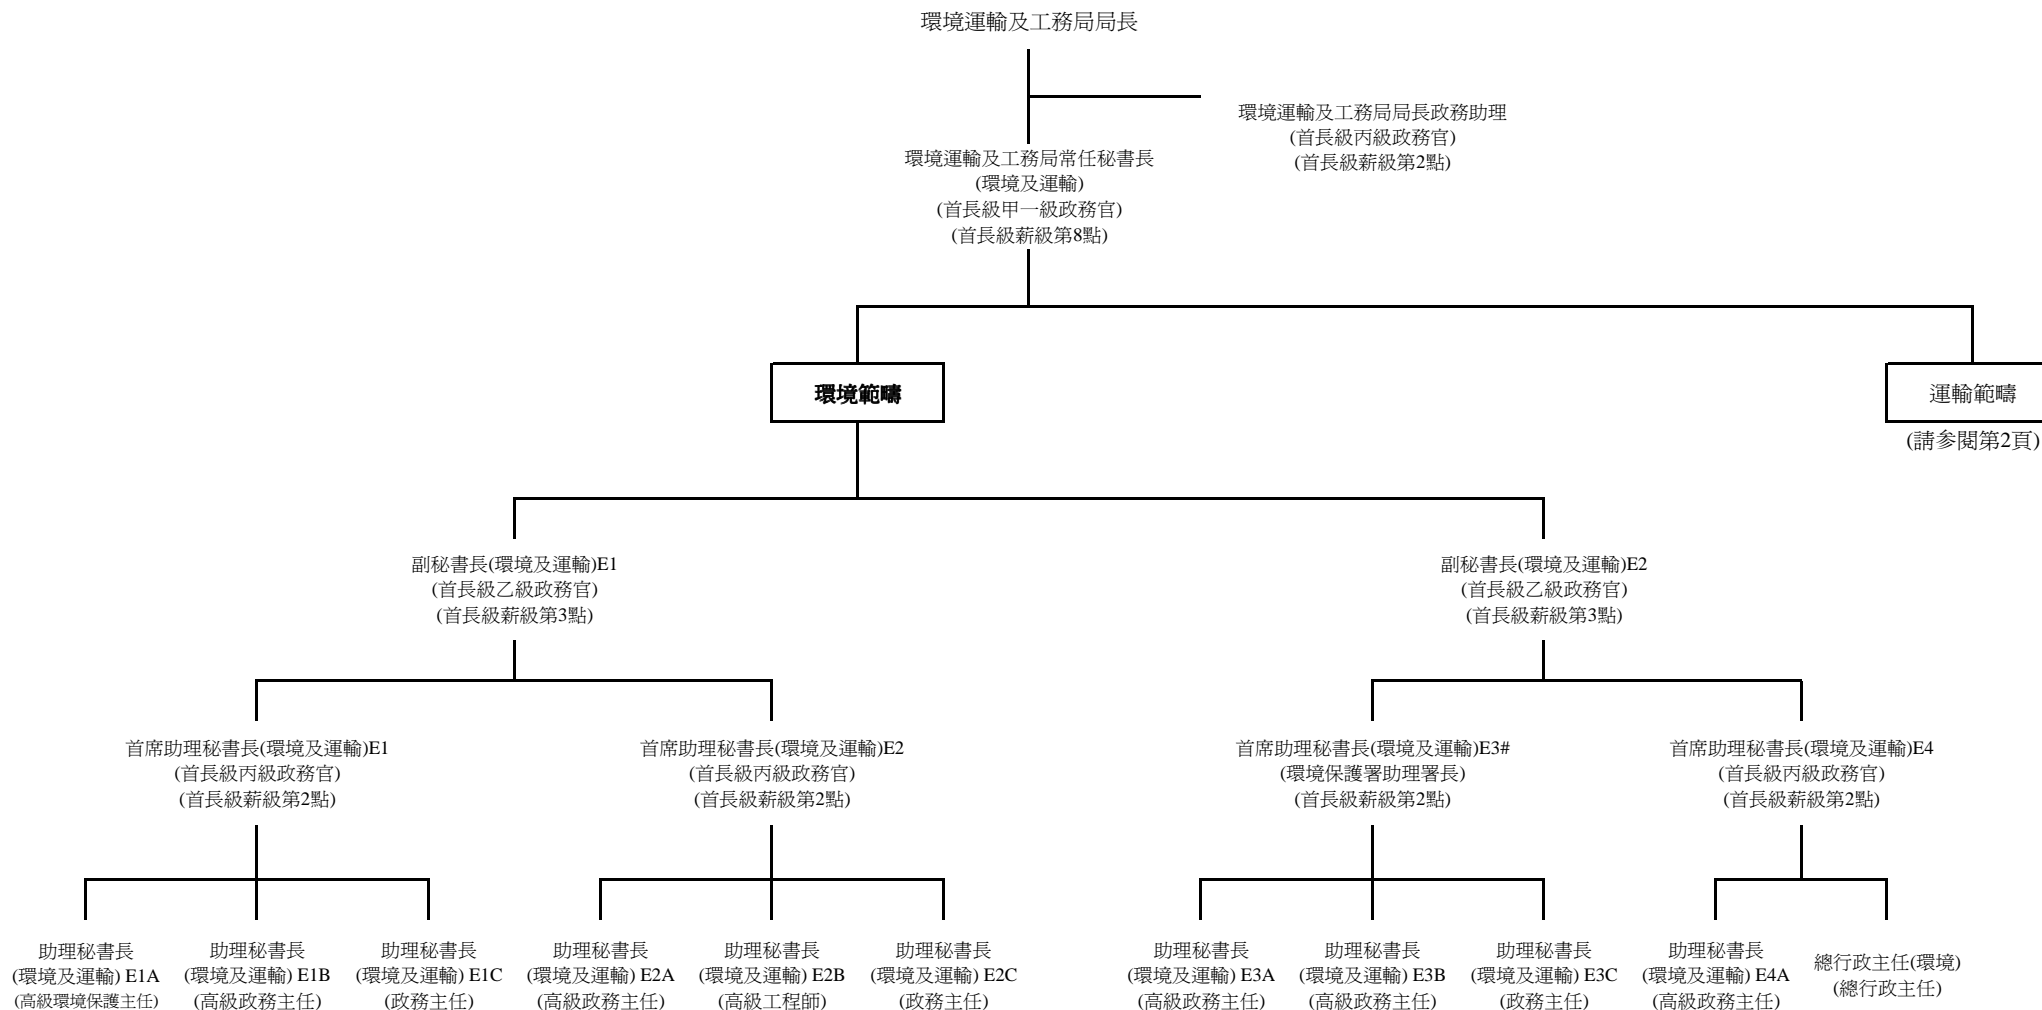 環境運輸及工務局局長
環境運輸及工務局局長政務助理
(首長級丙級政務官)
(首長級薪級第2點)
環境運輸及工務局常任秘書長
(環境及運輸)
(首長級甲一級政務官)
(首長級薪級第8點)
環境範疇
運輸範疇
(請參閱第2頁)
副秘書長(環境及運輸)E1
(首長級乙級政務官)
(首長級薪級第3點)
副秘書長(環境及運輸)E2
(首長級乙級政務官)
(首長級薪級第3點)
首席助理秘書長(環境及運輸)E1
(首長級丙級政務官)
(首長級薪級第2點)
首席助理秘書長(環境及運輸)E2
(首長級丙級政務官)
(首長級薪級第2點)
首席助理秘書長(環境及運輸)E3#
(環境保護署助理署長)
(首長級薪級第2點)
首席助理秘書長(環境及運輸)E4
(首長級丙級政務官)
(首長級薪級第2點)
助理秘書長
(環境及運輸) E1A
(高級環境保護主任)
助理秘書長
(環境及運輸) E1B
(高級政務主任)
助理秘書長
(環境及運輸) E1C
(政務主任)
助理秘書長
(環境及運輸) E2A
(高級政務主任)
助理秘書長
(環境及運輸) E2B
(高級工程師)
助理秘書長
(環境及運輸) E2C
(政務主任)
助理秘書長
(環境及運輸) E3A
(高級政務主任)
助理秘書長
(環境及運輸) E3B
(高級政務主任)
助理秘書長
(環境及運輸) E3C
(政務主任)
助理秘書長
(環境及運輸) E4A
(高級政務主任)
總行政主任(環境)
(總行政主任)